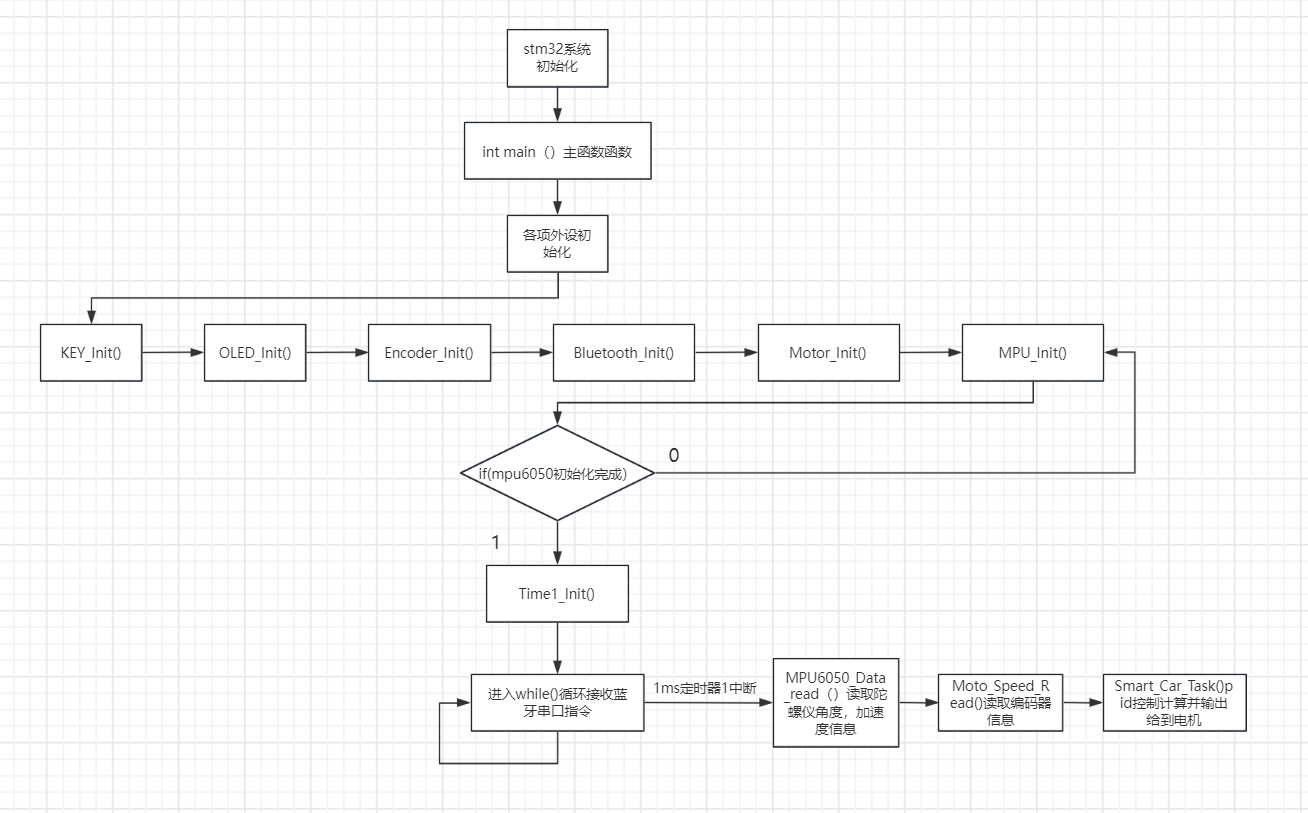 stm32系统
初始化
int main（）主函数函数
各项外设初
始化
KEY_Init()
OLED_Init()
Encoder_Init()
Bluetooth_Init()
Motor_Init()
MPU_Init()
if(mpu6050初始化完成）
0
1
Time1_Init()
进入while()循环接收蓝
牙串口指令
1ms定时器1中断
MPU6050_Data
_read（）读取陀
螺仪角度，加速
度信息
Moto_Speed_R
ead()读取编码器
信息
Smart_Car_Task()p
id控制计算并输出
给到电机